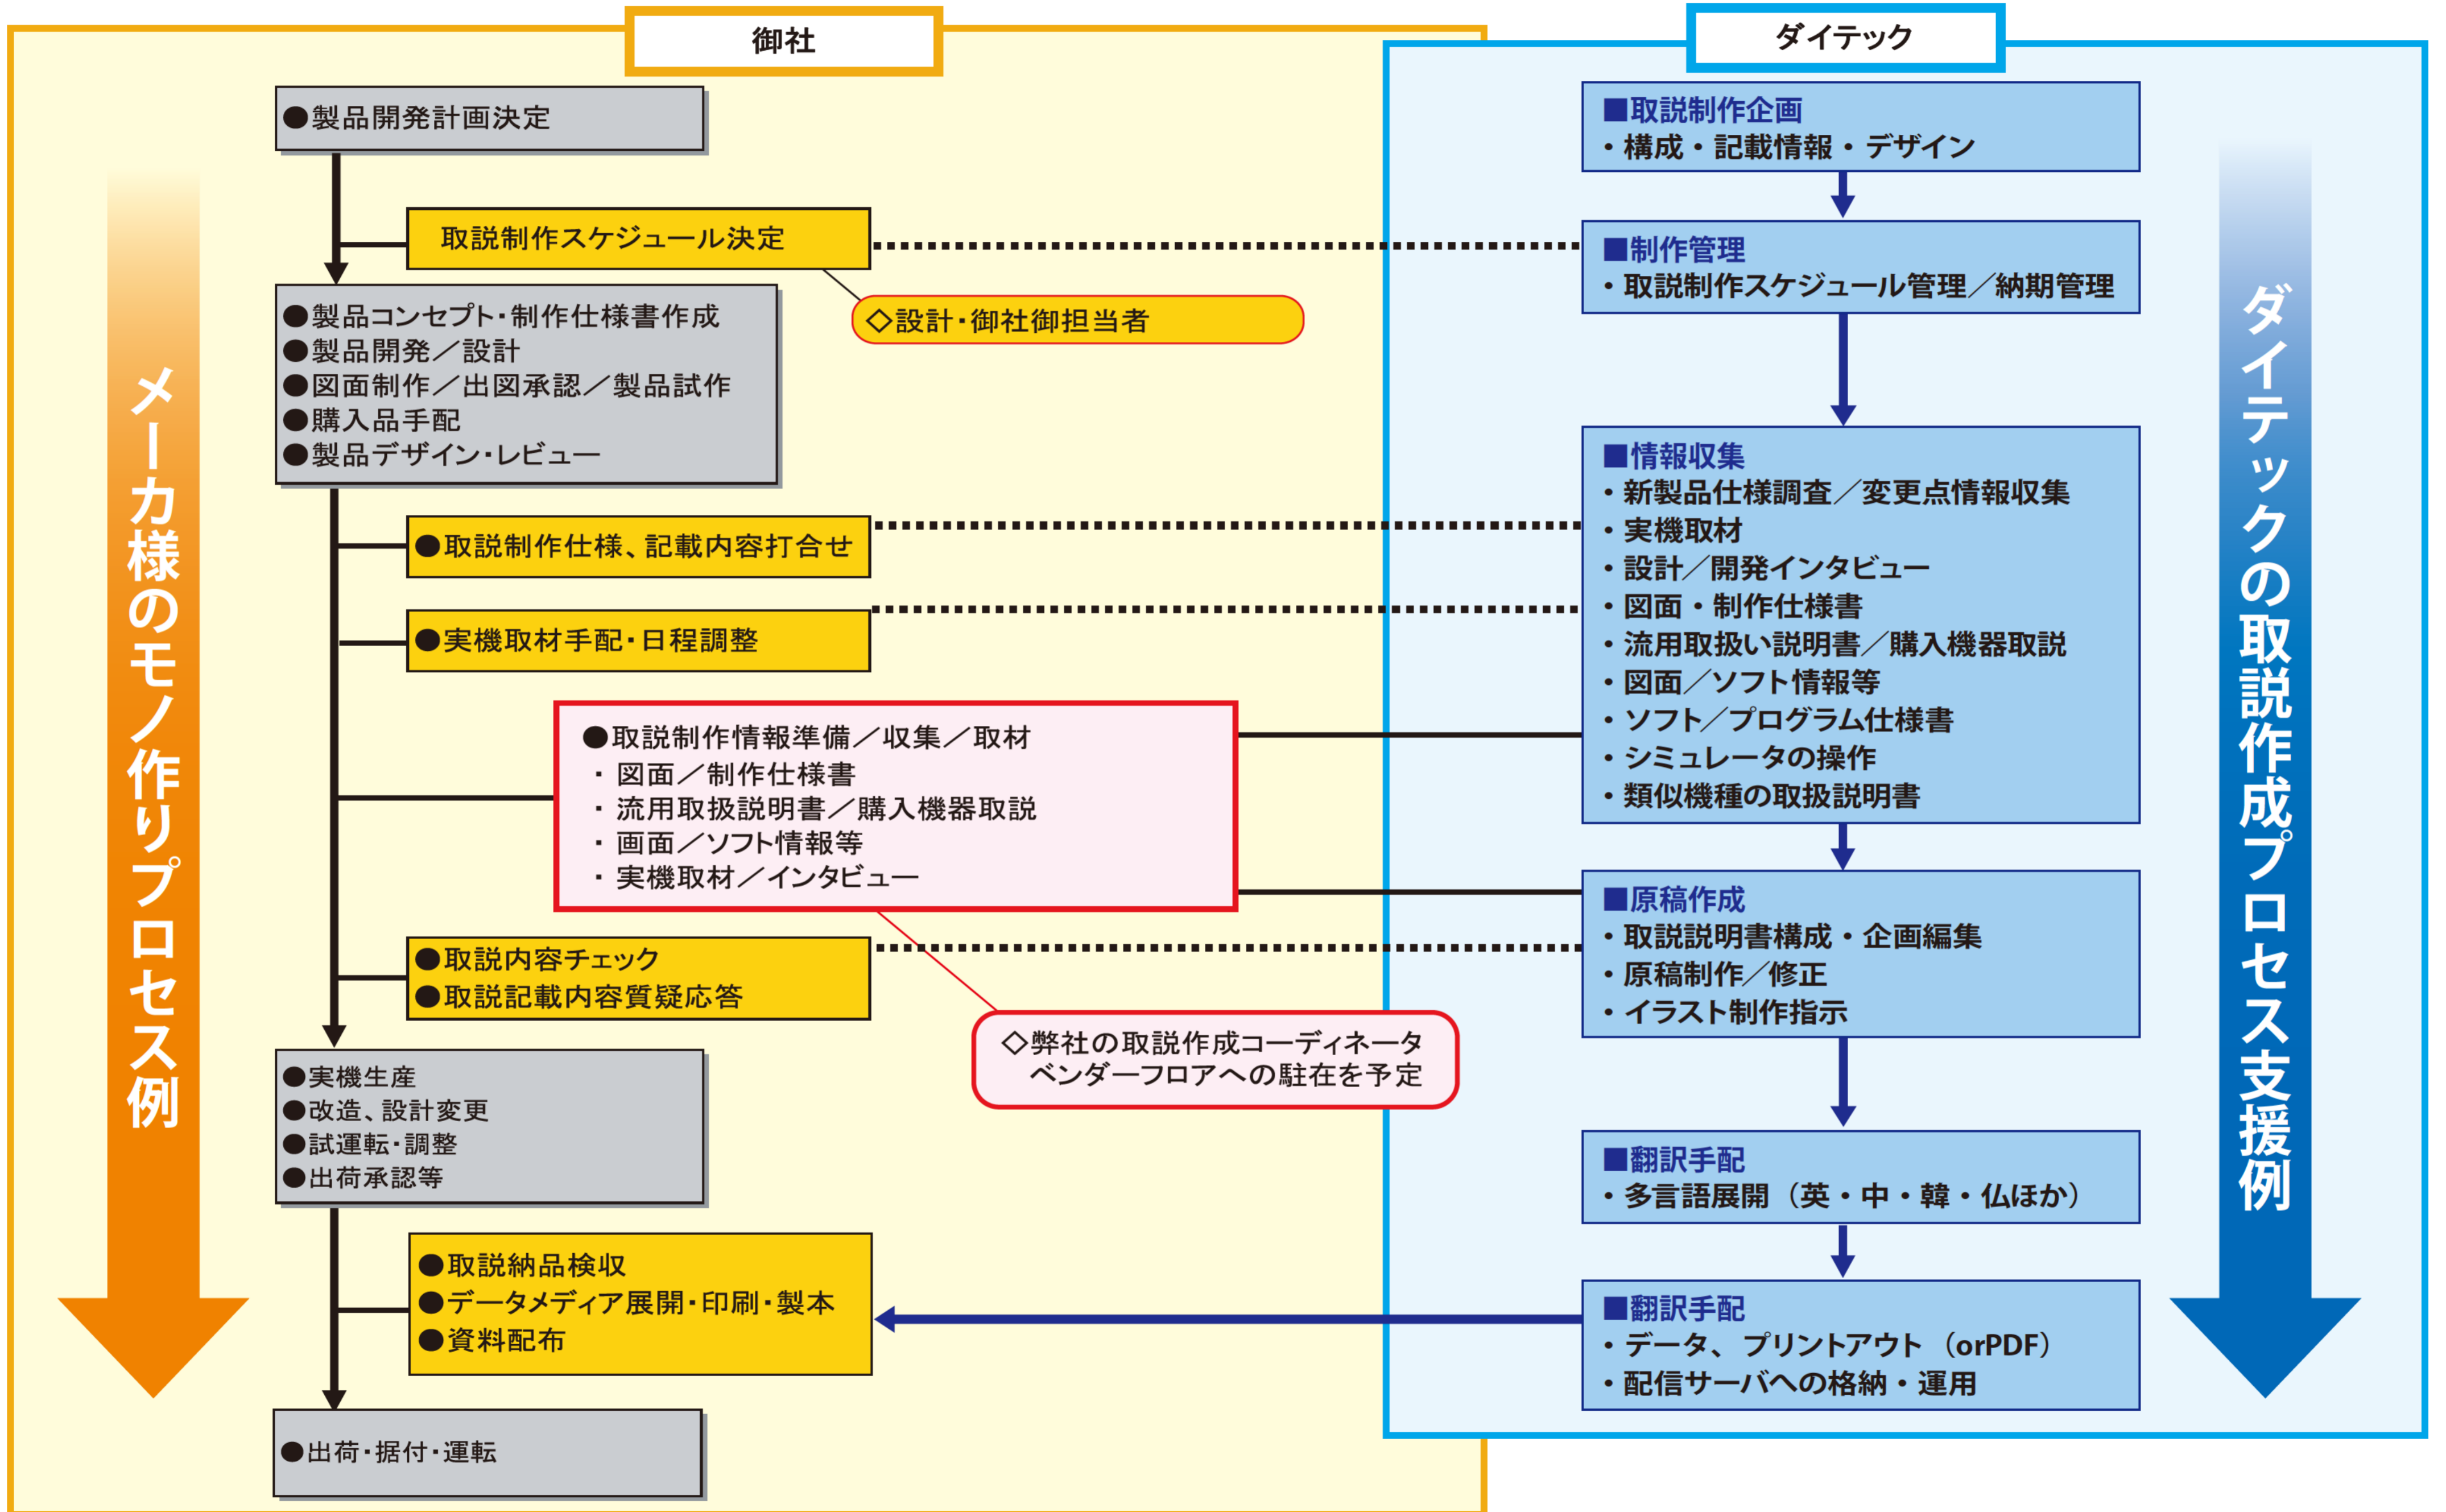 御社
●製品開発計画決定
取説制作スケジュール決定
◇設計・御社御担当者
●製品コンセプト・制作仕様書作成
●製品開発／設計
●図面制作／出図承認／製品試作
●購入品手配
●製品デザイン・レビュー
●取説制作仕様、記載内容打合せ
●実機取材手配・日程調整
●取説制作情報準備／収集／取材
・ 図面／制作仕様書
・ 流用取扱説明書／購入機器取説
・ 画面／ソフト情報等
・ 実機取材／インタビュー
●取説内容チェック
●取説記載内容質疑応答
◇弊社の取説作成コーディネータ
ベンダーフロアへの駐在を予定
●実機生産
●改造、設計変更
●試運転・調整
●出荷承認等
●取説納品検収
●データメディア展開・印刷・製本
●資料配布
●出荷・据付・運転
メーカ様のモノ作りプロセス例
ダイテック
■取説制作企画
・構成・記載情報・デザイン
■制作管理
・取説制作スケジュール管理／納期管理
■情報収集
・新製品仕様調査／変更点情報収集
・実機取材
・設計／開発インタビュー
・図面・制作仕様書
・流用取扱い説明書／購入機器取説
・図面／ソフト情報等
・ソフト／プログラム仕様書
・シミュレータの操作
・類似機種の取扱説明書
■原稿作成
・取説説明書構成・企画編集
・原稿制作／修正
・イラスト制作指示
■翻訳手配
・多言語展開（英・中・韓・仏ほか）
■翻訳手配
・データ、プリントアウト（orPDF）
・配信サーバへの格納・運用
ダイテックの取説作成プロセス支援例